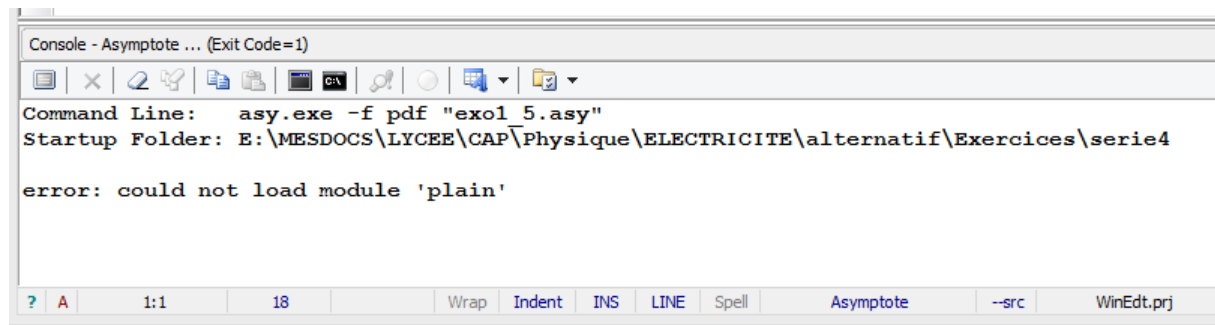 Console - Asymptote ... (Exit Code=1)
C:\
Command Line:   asy.exe -f pdf "exo1_5.asy"
Startup Folder: E:\MESDOCS\LYCEE\CAP\Physique\ELECTRICITE\alternatif\Exercices\serie4
error: could not load module 'plain'
? A 1:1 18 Wrap Indent INS LINE Spell Asymptote --src WinEdt.prj